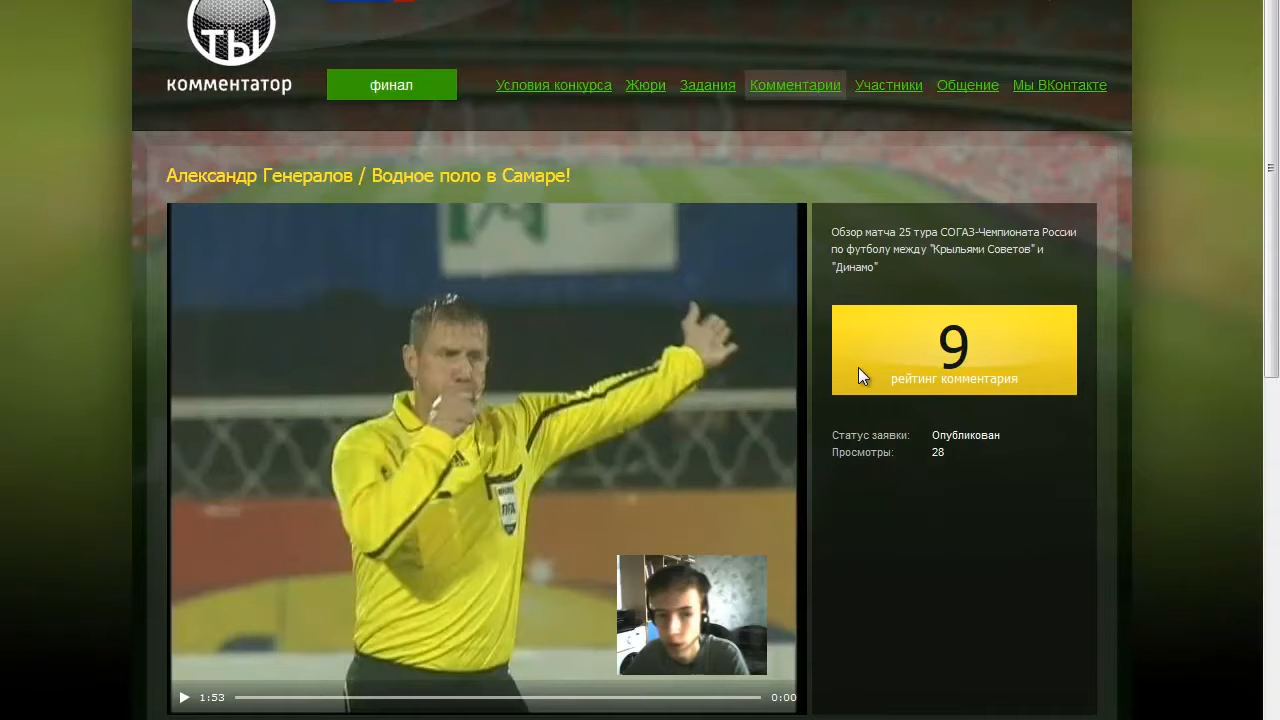 ТЫ
комментатор
финал
Условия конкурса Жюри Задания Комментарии Участники Общение Мы ВКонтакте
Александр Генералов / Водное поло в Самаре!
Обзор матча 25 тура СОГАЗ-Чемпионата России
по футболу между "Крыльями Советов" и
"Динамо"
9
рейтинг комментария
Статус заявки: Опубликован
Просмотры: 28
FIFA
1:53
0:00